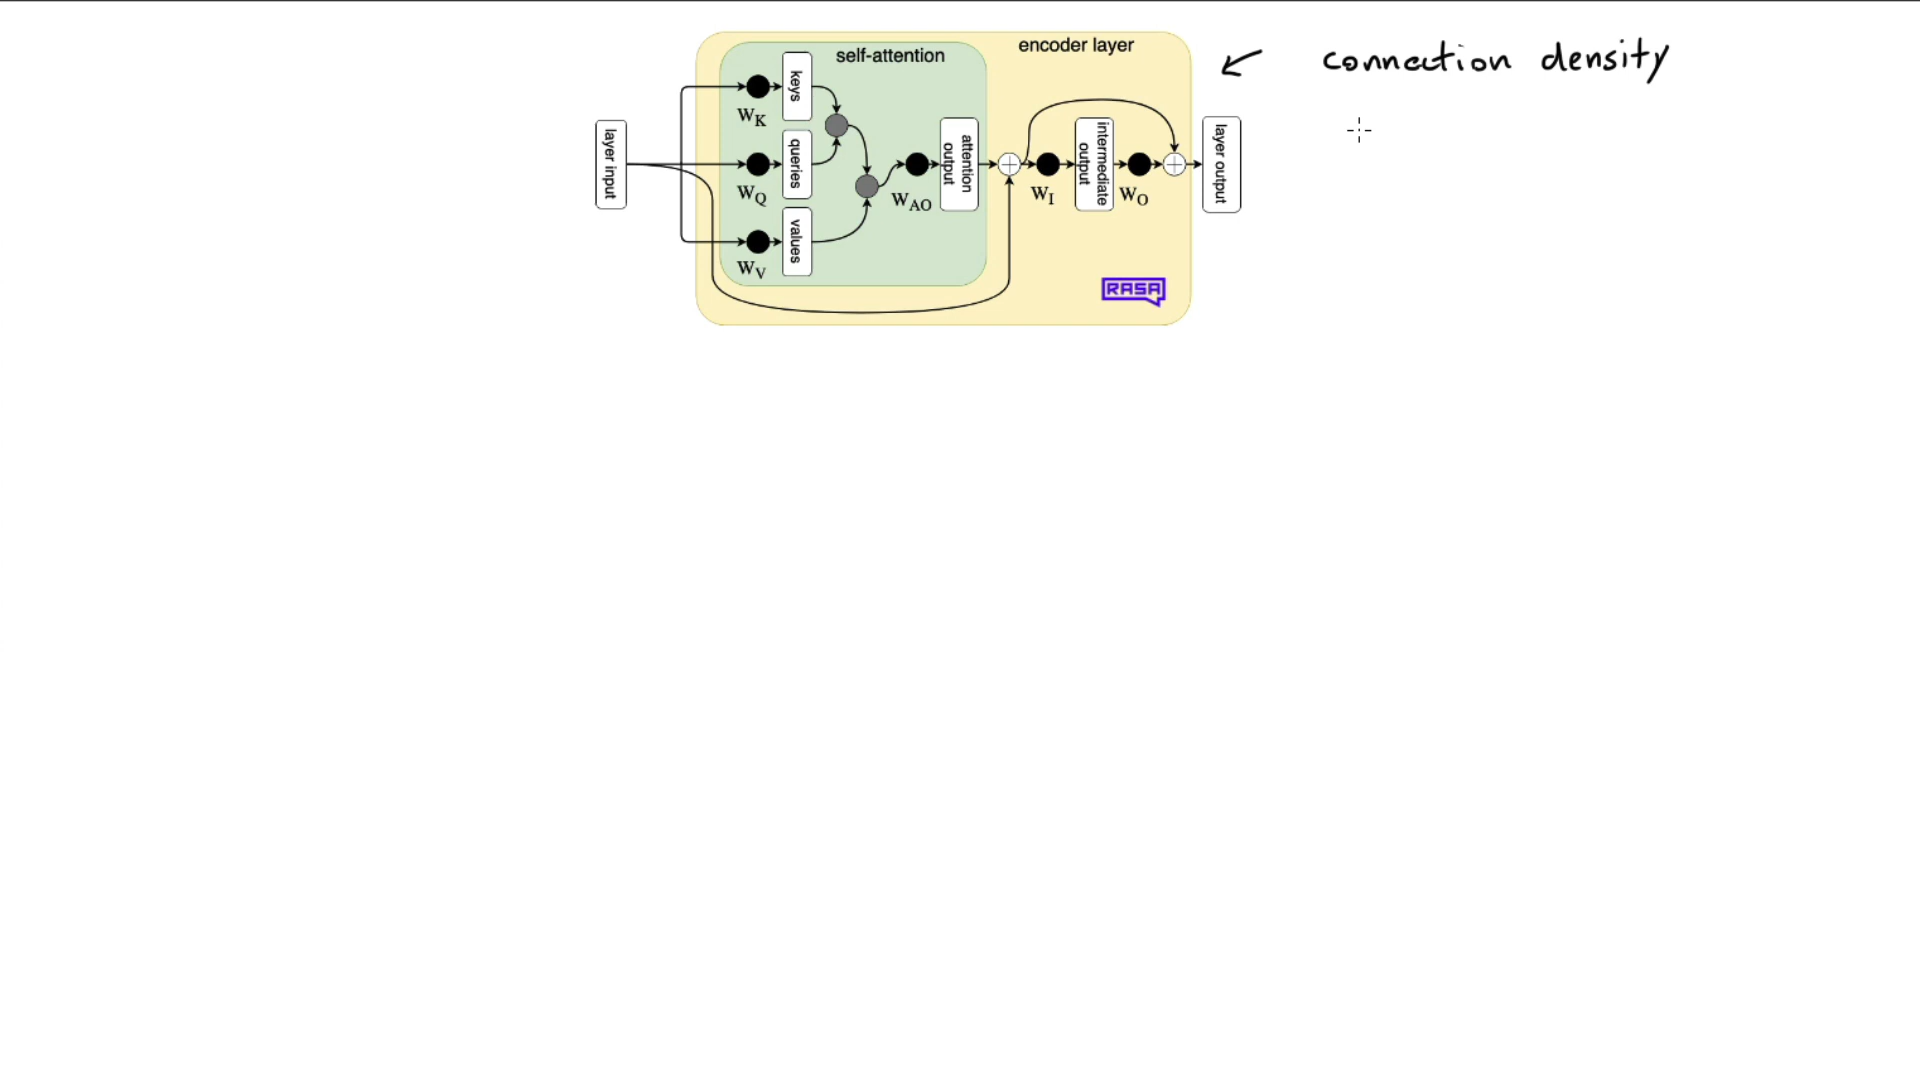 encoder layer
self-attention
connection density
keys
W_K
layer input
queries
W_Q
attention output
W_AO
W_I
intermediate output
W_O
layer output
values
W_V
RASA